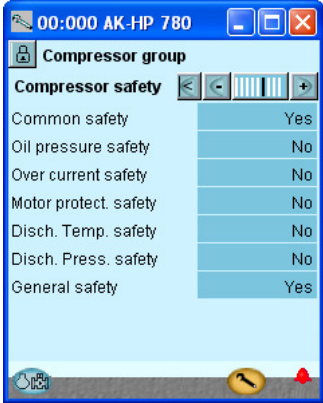 00:000 AK-HP 780
Compressor group
Compressor safety
Common safety Yes
Oil pressure safety No
Over current safety No
Motor protect. safety No
Disch. Temp. safety No
Disch. Press. safety No
General safety Yes